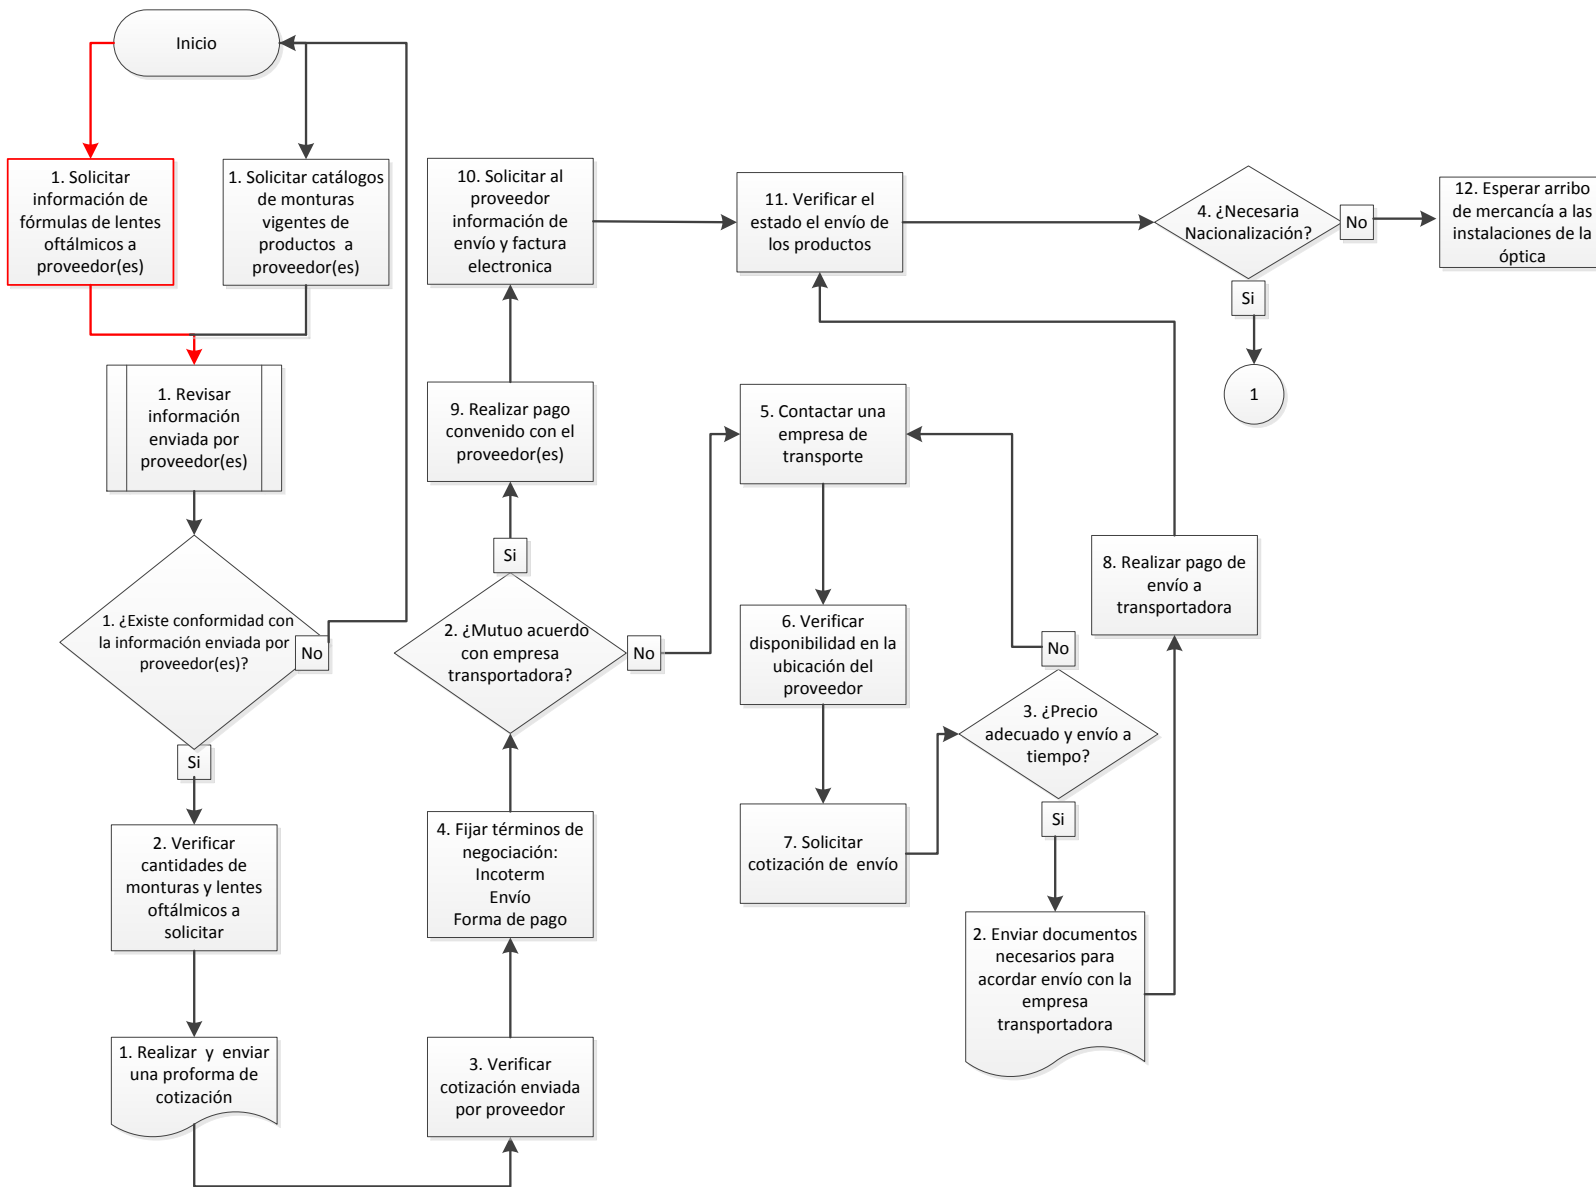 Inicio
1. Solicitar
información de
fórmulas de lentes
oftálmicos a
proveedor(es)
1. Solicitar catálogos
de monturas
vigentes de
productos a
proveedor(es)
1. Revisar
información
enviada por
proveedor(es)
1. ¿Existe conformidad con
la información enviada por
proveedor(es)?
No
Si
2. Verificar
cantidades de
monturas y lentes
oftálmicos a
solicitar
1. Realizar y enviar
una proforma de
cotización
3. Verificar
cotización enviada
por proveedor
4. Fijar términos de
negociación:
Incoterm
Envío
Forma de pago
2. ¿Mutuo acuerdo
con empresa
transportadora?
Si
No
9. Realizar pago
convenido con el
proveedor(es)
10. Solicitar al
proveedor
información de
envío y factura
electronica
5. Contactar una
empresa de
transporte
6. Verificar
disponibilidad en la
ubicación del
proveedor
7. Solicitar
cotización de envío
3. ¿Precio
adecuado y envío a
tiempo?
No
Si
2. Enviar documentos
necesarios para
acordar envío con la
empresa
transportadora
8. Realizar pago de
envío a
transportadora
11. Verificar el
estado el envío de
los productos
4. ¿Necesaria
Nacionalización?
No
Si
1
12. Esperar arribo
de mercancía a las
instalaciones de la
óptica